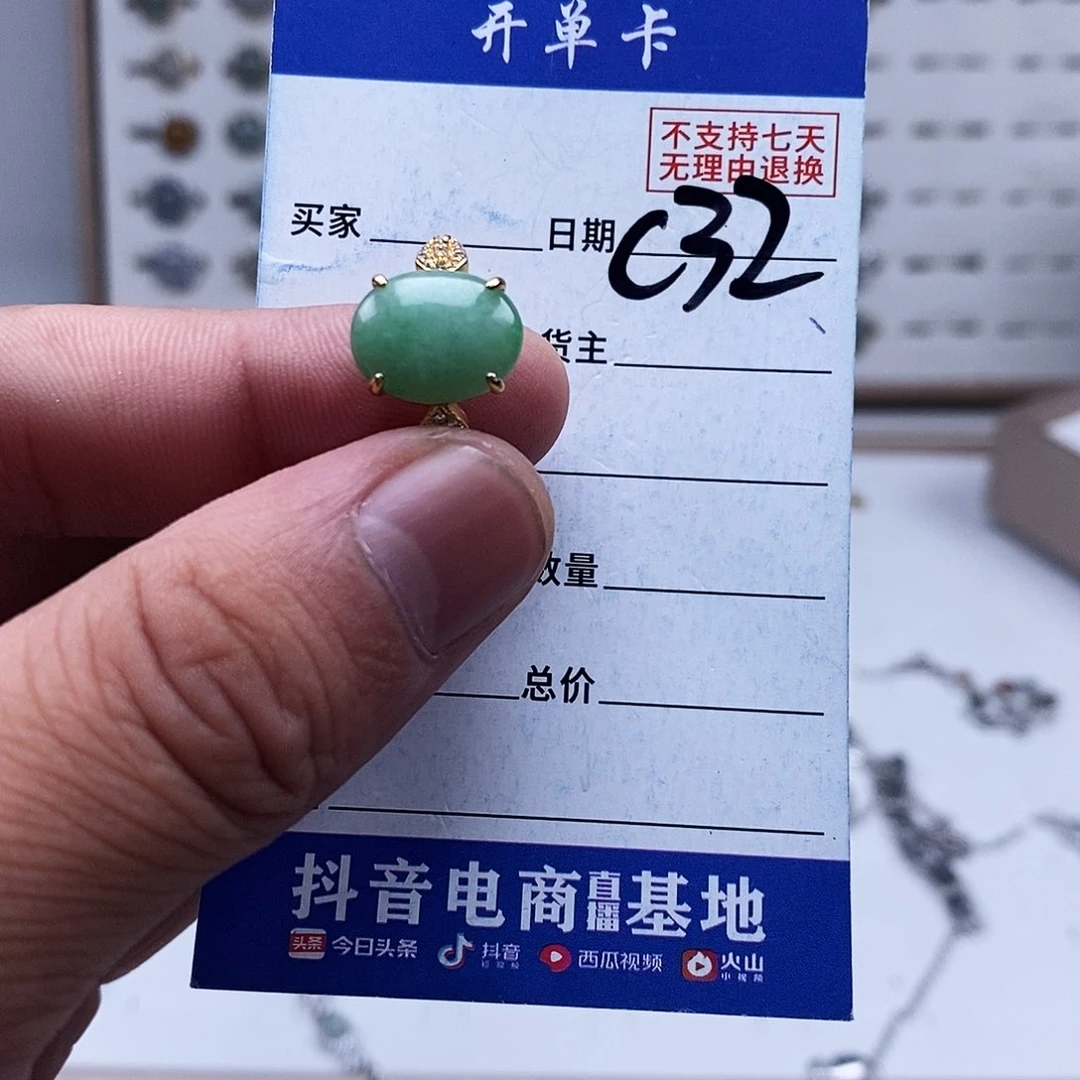 开单卡
不支持七天
无理由退换
买家 日期 C32
货主
数量
总价
抖音电商直播基地
头条 今日头条 抖音 西瓜视频 火山